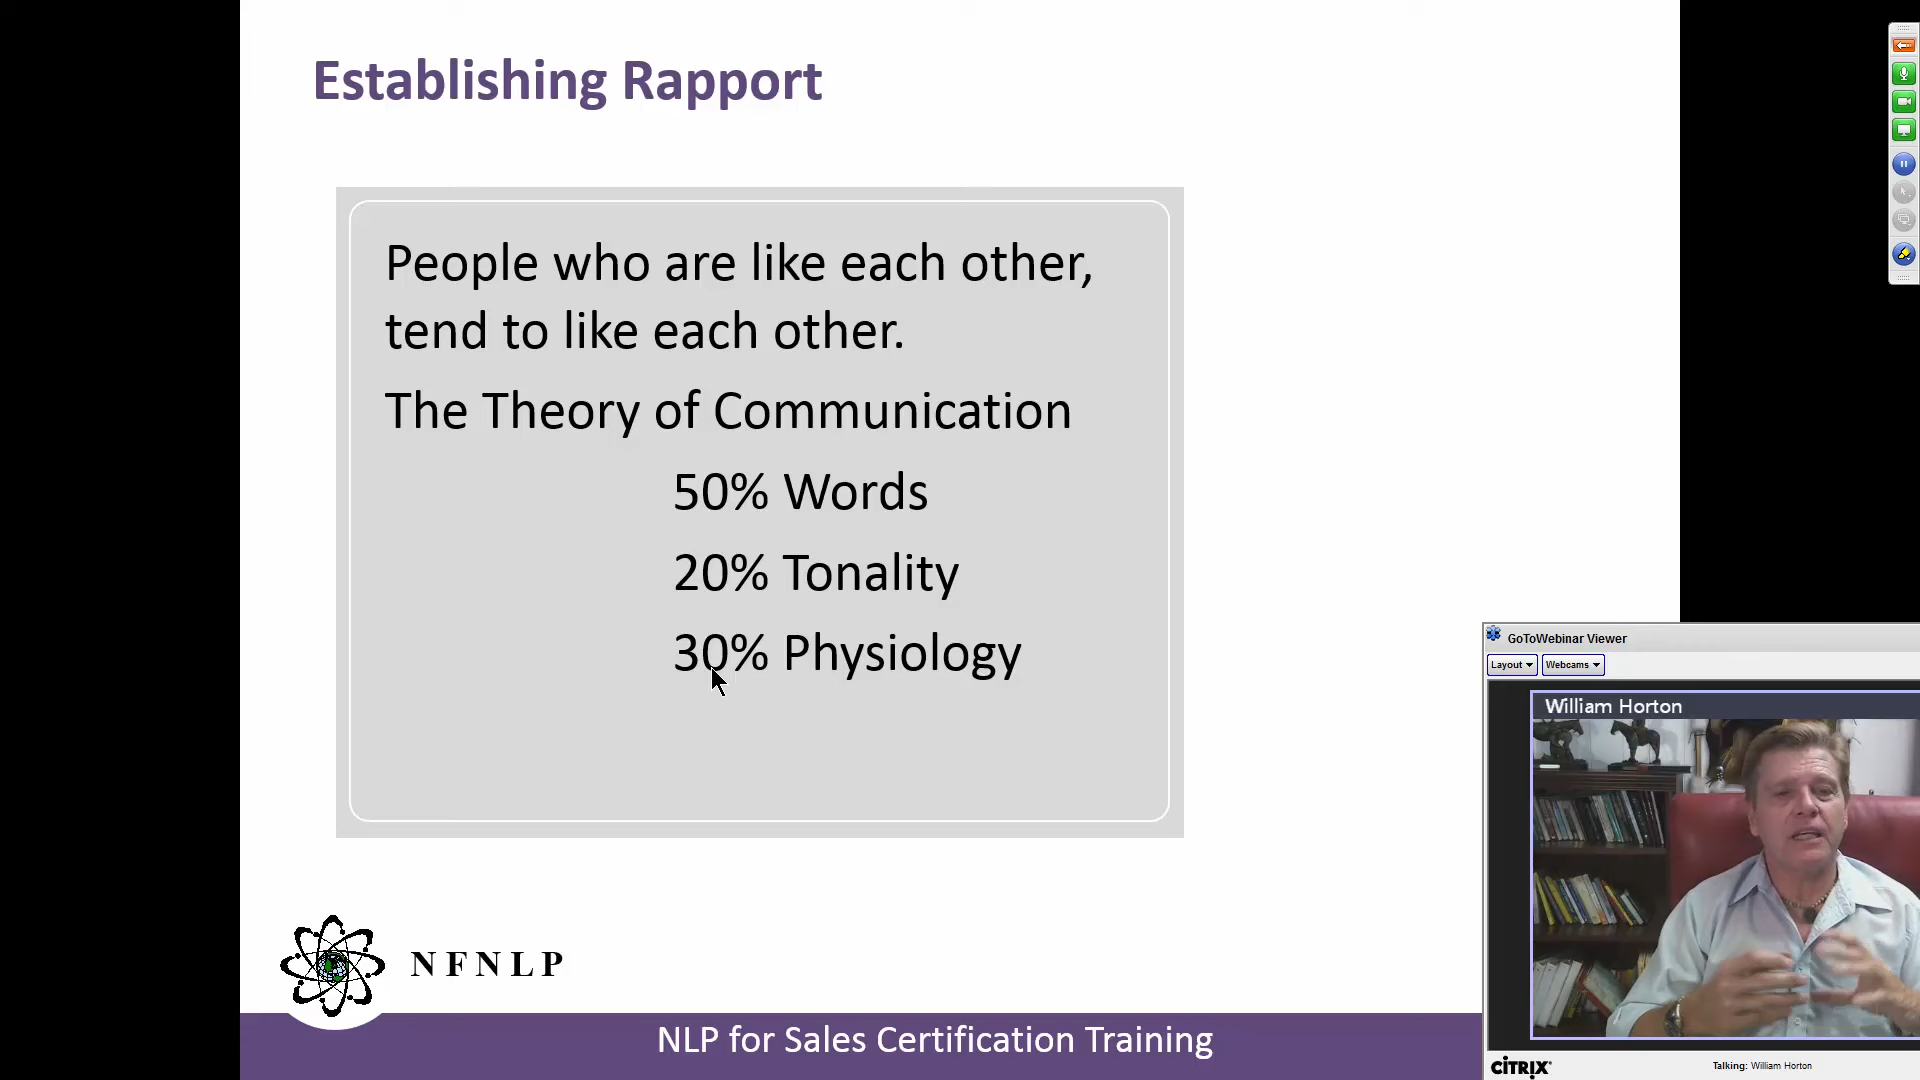 Establishing Rapport
People who are like each other,
tend to like each other.
The Theory of Communication
50% Words
20% Tonality
30% Physiology
NFNLP
NLP for Sales Certification Training
GoToWebinar Viewer
Layout
Webcams
William Horton
CITRIX
Talking: William Horton